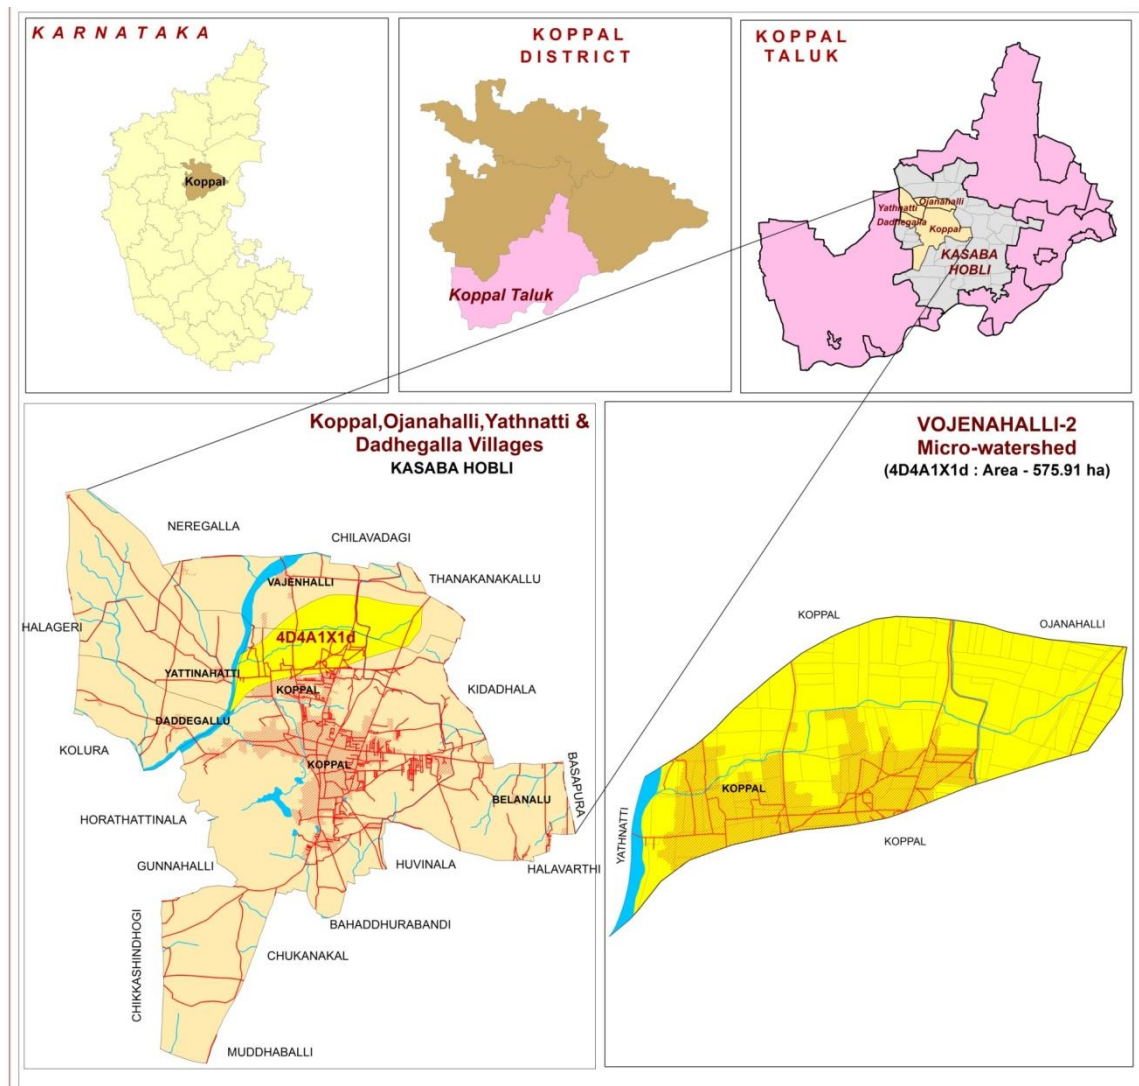 KARNATAKA
Koppal
KOPPAL
DISTRICT
Koppal Taluk
KOPPAL
TALUK
Ojanahalli
Yathnatti
Dadhegalla
Koppal
KASABA
HOBLI
Koppal,Ojanahalli,Yathnatti &
Dadhegalla Villages
KASABA HOBLI
NEREGALLA
CHILAVADAGI
VAJENHALLI
THANAKANAKALLU
HALAGERI
4D4A1X1d
YATTINAHATTI
KOPPAL
KIDADHALA
DADDEGALLU
KOLURA
KOPPAL
BASAPURA
BELANALU
HORATHATTINALA
GUNNAHALLI
HUVINALA
HALAVARTHI
BAHADDHURABANDI
CHIKKASHINDHOGI
CHUKANAKAL
MUDDHABALLI
VOJENAHALLI-2
Micro-watershed
(4D4A1X1d : Area - 575.91 ha)
KOPPAL
OJANAHALLI
KOPPAL
YATHNATTI
KOPPAL